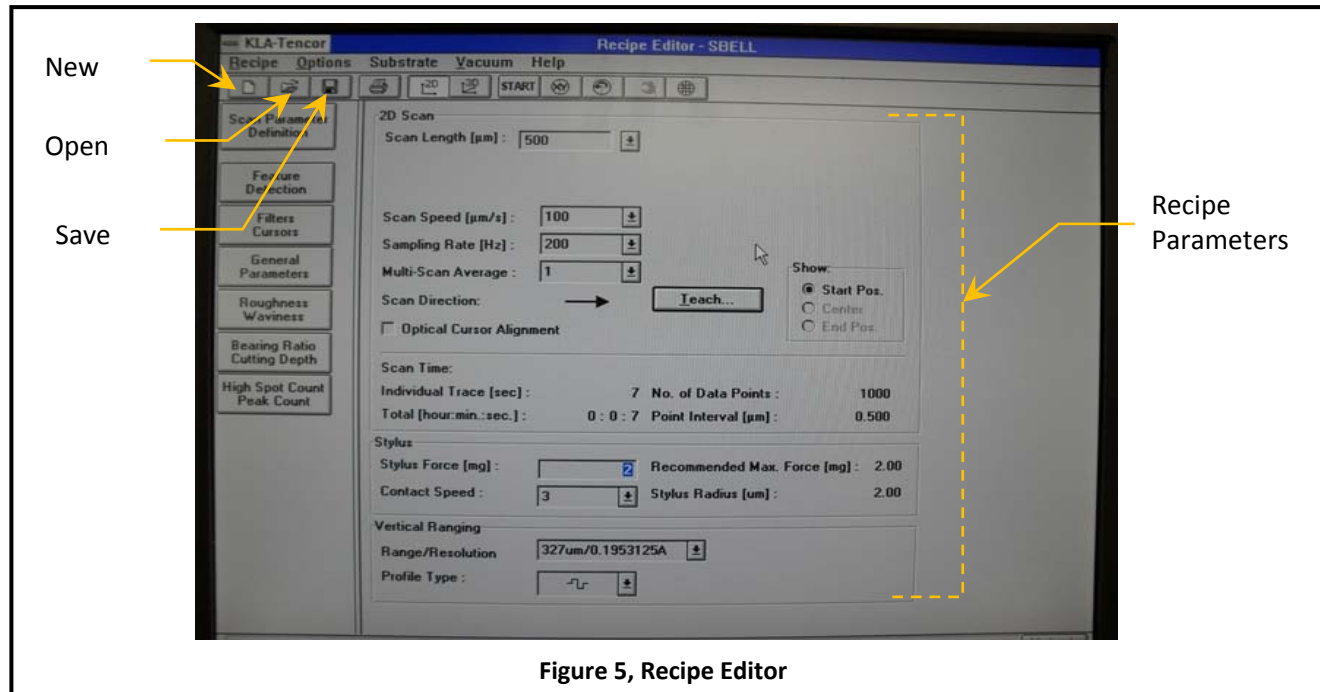 KLA-Tencor
Recipe Editor - SBELL
Recipe Options Substrate Vacuum Help
2D 3D START XY
New
Open
Save
Scan Parameter
Definition
Feature
Detection
Filters
Cursors
General
Parameters
Roughness
Waviness
Bearing Ratio
Cutting Depth
High Spot Count
Peak Count
2D Scan
Scan Length [µm] : 500
Scan Speed [µm/s] : 100
Sampling Rate [Hz] : 200
Multi-Scan Average : 1
Scan Direction: Teach...
Optical Cursor Alignment
Show:
Start Pos.
Center
End Pos.
Scan Time:
Individual Trace [sec] : 7 No. of Data Points : 1000
Total [hour:min.:sec.] : 0 : 0 : 7 Point Interval [µm] : 0.500
Stylus
Stylus Force [mg] : 2 Recommended Max. Force [mg] : 2.00
Contact Speed : 3 Stylus Radius [um] : 2.00
Vertical Ranging
Range/Resolution 327um/0.1953125A
Profile Type :
Recipe
Parameters
Figure 5, Recipe Editor